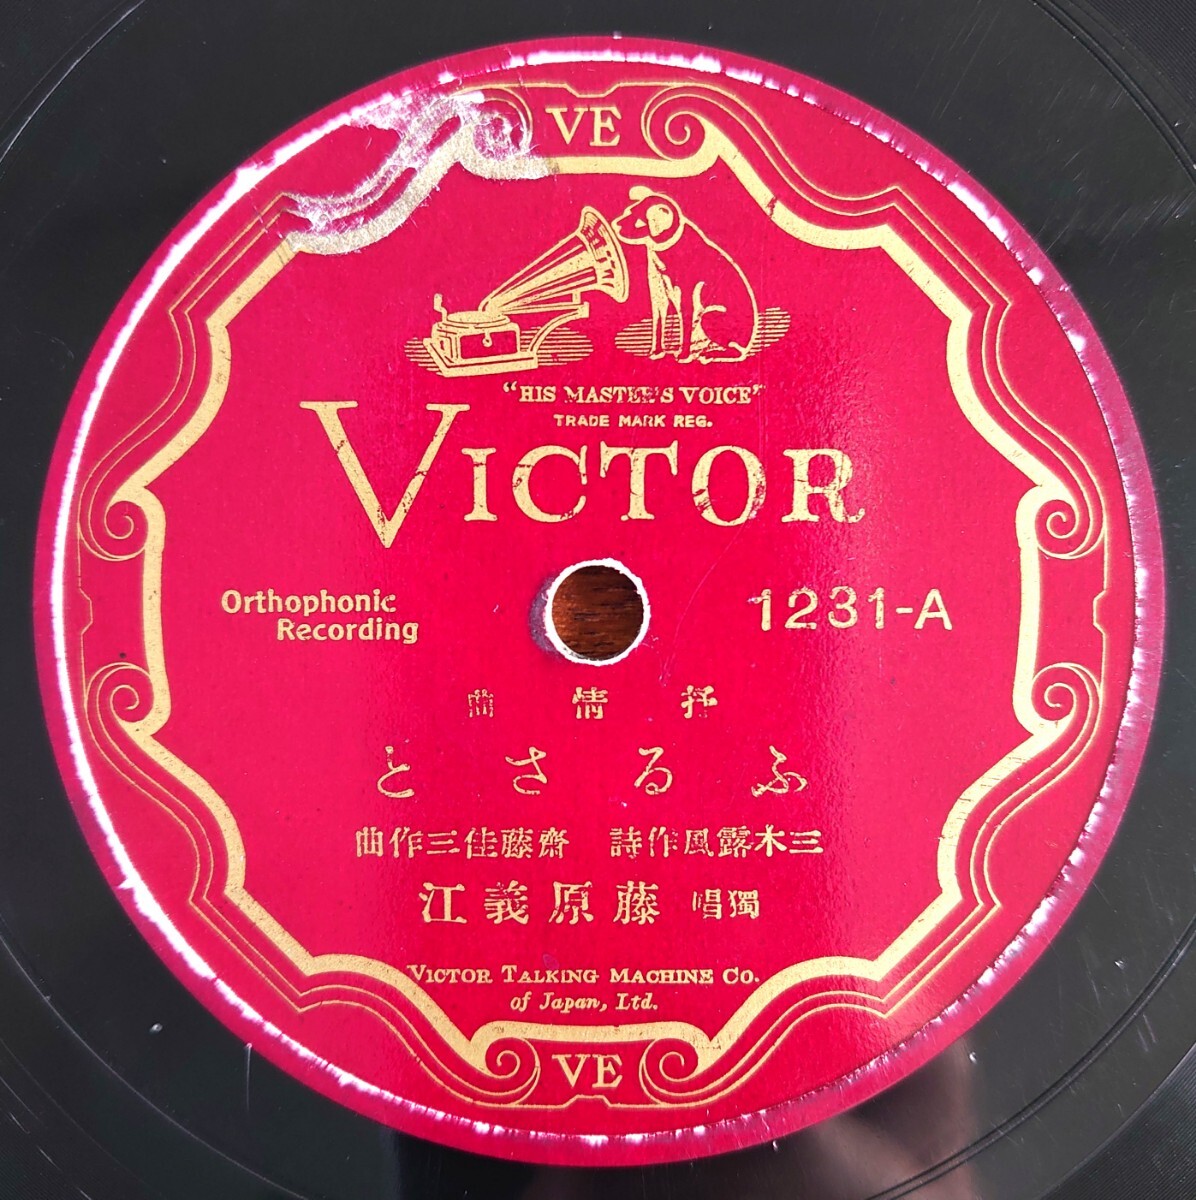 VE
"HIS MASTER'S VOICE"
TRADE MARK REG.
VICTOR
Orthophonic
Recording
1231-A
抒情曲
ふるさと
三木露風作詩 齋藤佳三作曲
獨唱 藤原義江
VICTOR TALKING MACHINE CO.
of Japan, Ltd.
VE